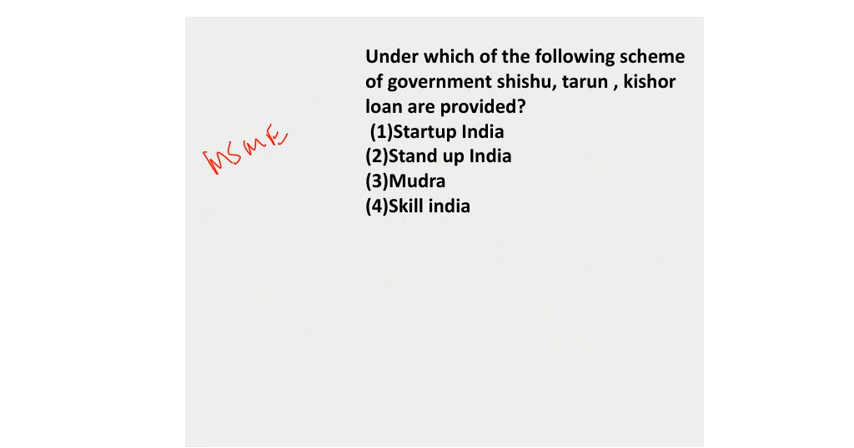 Under which of the following scheme
of government shishu, tarun , kishor
loan are provided?
(1)Startup India
MSME
(2)Stand up India
(3)Mudra
(4)Skill india